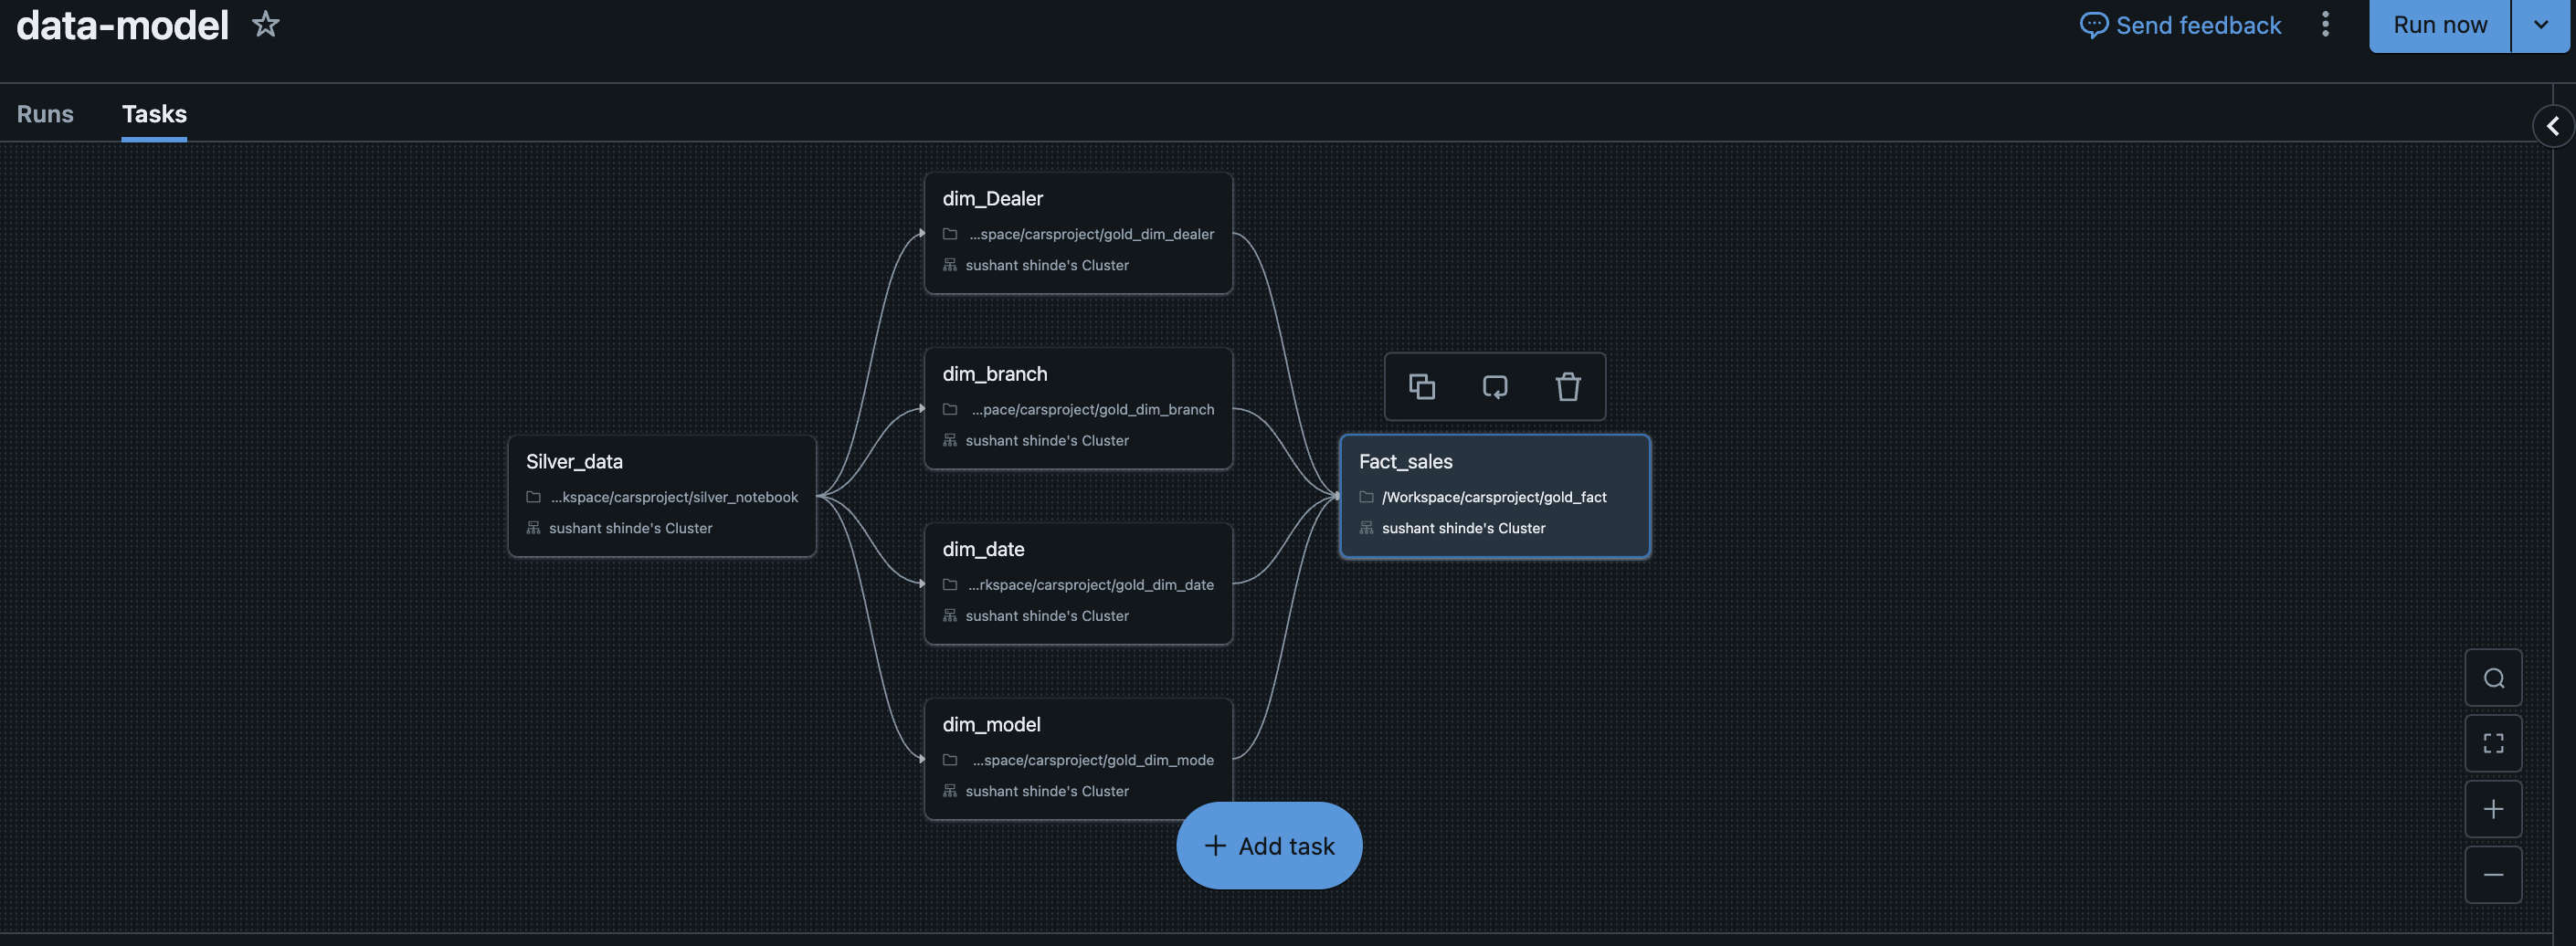 data-model
Send feedback
Run now
Runs
Tasks
dim_Dealer
...space/carsproject/gold_dim_dealer
sushant shinde's Cluster
dim_branch
...pace/carsproject/gold_dim_branch
sushant shinde's Cluster
Silver_data
...kspace/carsproject/silver_notebook
sushant shinde's Cluster
Fact_sales
/Workspace/carsproject/gold_fact
sushant shinde's Cluster
dim_date
...rkspace/carsproject/gold_dim_date
sushant shinde's Cluster
dim_model
...space/carsproject/gold_dim_mode
sushant shinde's Cluster
+ Add task